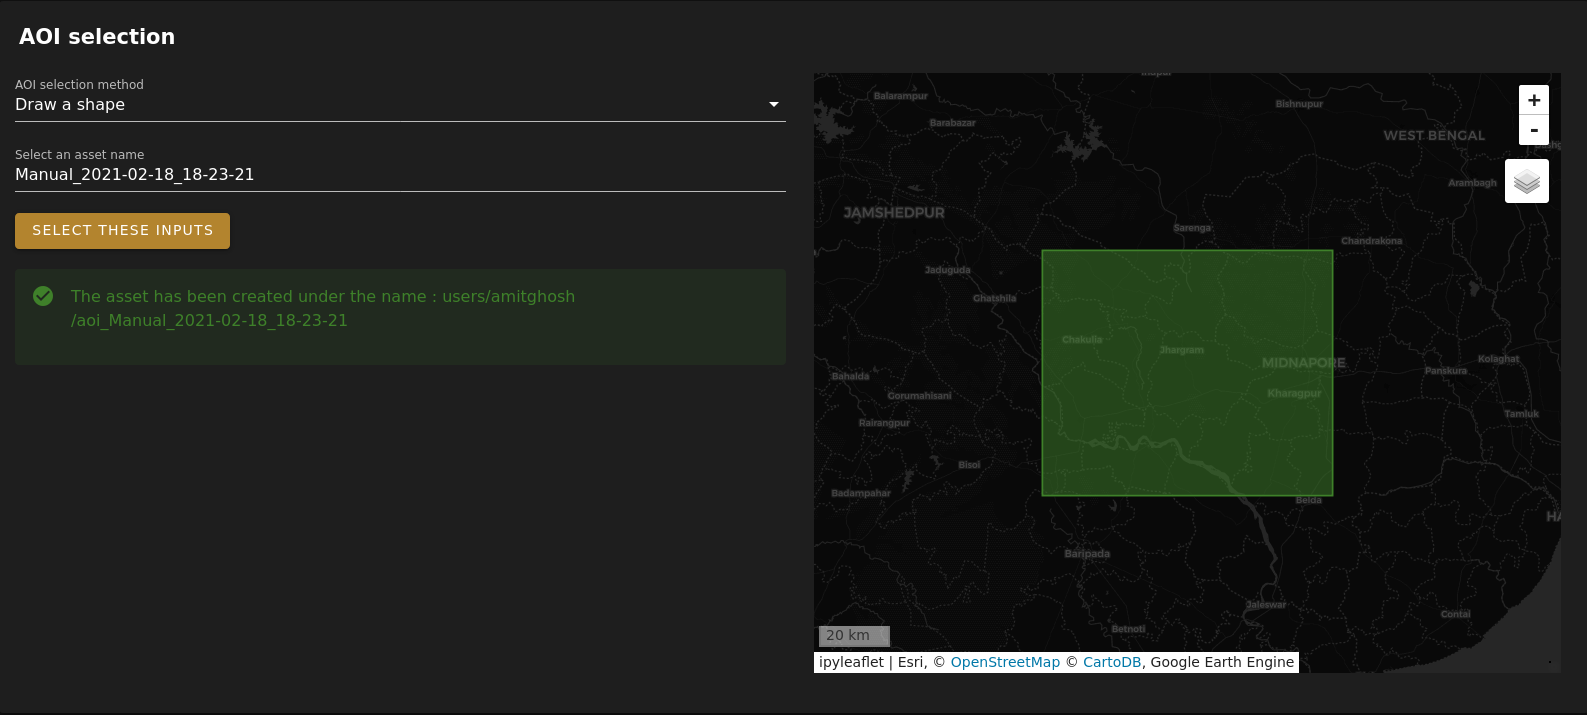 AOI selection
AOI selection method
Draw a shape
Select an asset name
Manual_2021-02-18_18-23-21
SELECT THESE INPUTS
The asset has been created under the name : users/amitghosh
/aoi_Manual_2021-02-18_18-23-21
Balarampur
Bishnupur
Barabazar
WEST BENGAL
Arambagh
JAMSHEDPUR
Sarenga
Chandrakona
Jaduguda
Ghatshila
Chakulia
Jhargram
MIDNAPORE
Kolaghat
Panskura
Bahalda
Gorumahisani
Kharagpur
Rairangpur
Tamluk
Bisoi
Badampahar
Belda
Baripada
Jaleswar
Contai
Betnoti
+
-
20 km
ipyleaflet | Esri, © OpenStreetMap © CartoDB, Google Earth Engine